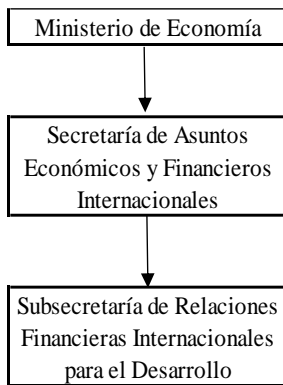 Ministerio de Economía
Secretaría de Asuntos
Económicos y Financieros
Internacionales
Subsecretaría de Relaciones
Financieras Internacionales
para el Desarrollo